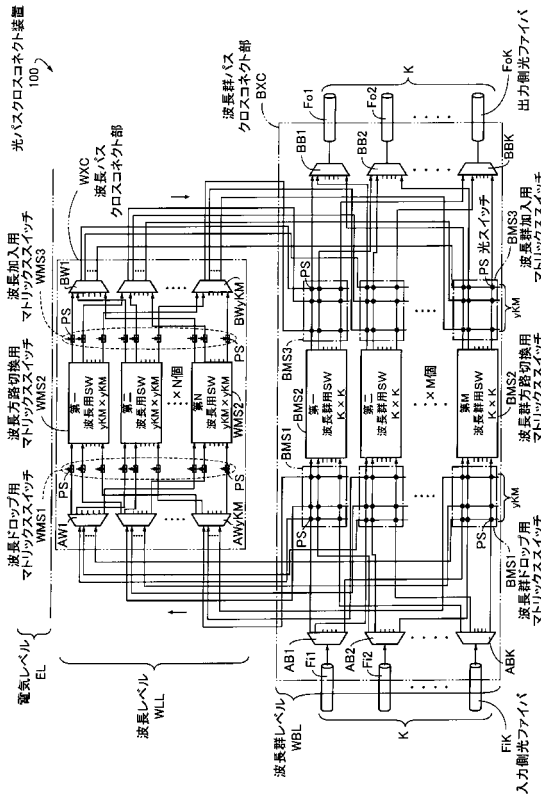 光パスクロスコネクト装置
100
電気レベル
EL
波長ドロップ用
マトリックススイッチ
WMS1
波長方路切換用
マトリックススイッチ
WMS2
波長加入用
マトリックススイッチ
WMS3
WXC
波長パス
クロスコネクト部
波長レベル
WLL
AW1
AWyKM
PS
PS
第一
波長用SW
yKM×yKM
第二
波長用SW
yKM×yKM
×N個
第N
波長用SW
yKM×yKM
WMS2
PS
PS
BW1
BWyKM
波長群パス
クロスコネクト部
BXC
波長群レベル
WBL
Fi1
Fi2
FiK
K
入力側光ファイバ
AB1
AB2
ABK
BMS1
PS
PS
yKM
BMS1
波長群ドロップ用
マトリックススイッチ
BMS2
第一
波長群用SW
K×K
第二
波長群用SW
K×K
×M個
第M
波長群用SW
K×K
BMS2
波長群方路切換用
マトリックススイッチ
BMS3
PS
PS 光スイッチ
yKM
BMS3
波長群加入用
マトリックススイッチ
BB1
BB2
BBK
Fo1
Fo2
FoK
K
出力側光ファイバ